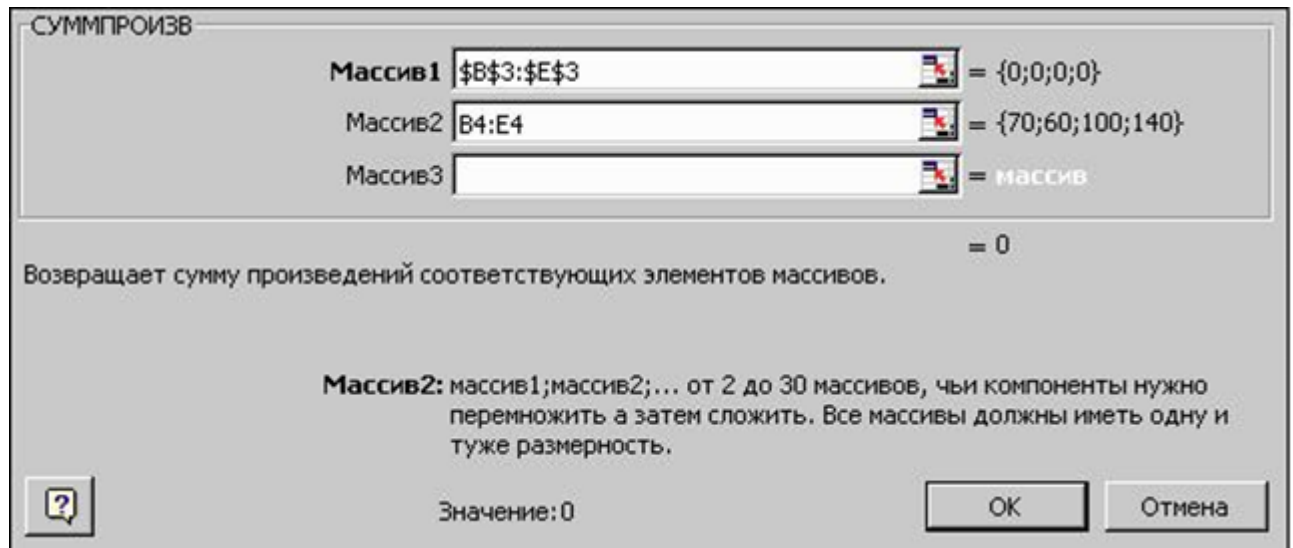 СУММПРОИЗВ
Массив1 $B$3:$E$3 = {0;0;0;0}
Массив2 B4:E4 = {70;60;100;140}
Массив3 = массив
= 0
Возвращает сумму произведений соответствующих элементов массивов.
Массив2: массив1;массив2;... от 2 до 30 массивов, чьи компоненты нужно
перемножить а затем сложить. Все массивы должны иметь одну и
туже размерность.
? Значение:0 OK Отмена